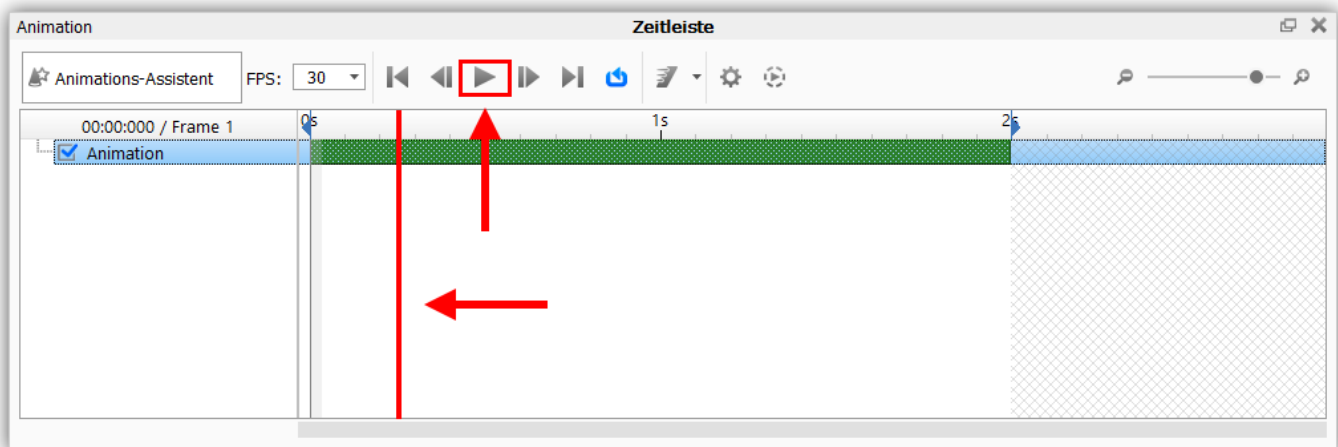 Animation
Zeitleiste
Animations-Assistent FPS: 30
00:00:000 / Frame 1 0s 1s 2s
Animation